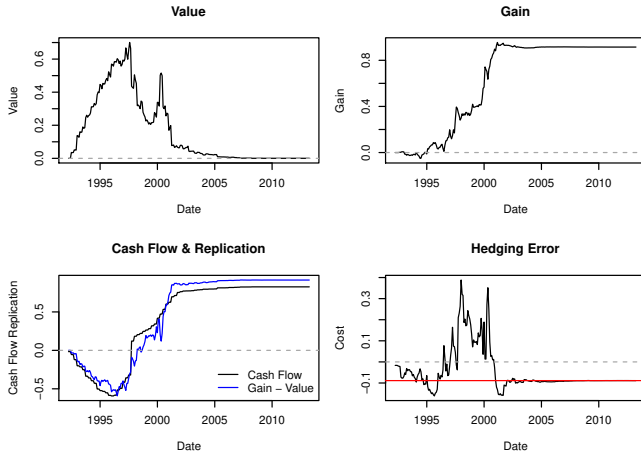 Value
Value
0.0 0.2 0.4 0.6
1995 2000 2005 2010
Date
Gain
Gain
0.0 0.4 0.8
1995 2000 2005 2010
Date
Cash Flow & Replication
Cash Flow Replication
−0.5 0.0 0.5
Cash Flow
Gain − Value
1995 2000 2005 2010
Date
Hedging Error
Cost
−0.1 0.1 0.3
1995 2000 2005 2010
Date